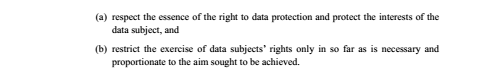 (a) respect the essence of the right to data protection and protect the interests of the
data subject, and
(b) restrict the exercise of data subjects’ rights only in so far as is necessary and
proportionate to the aim sought to be achieved.